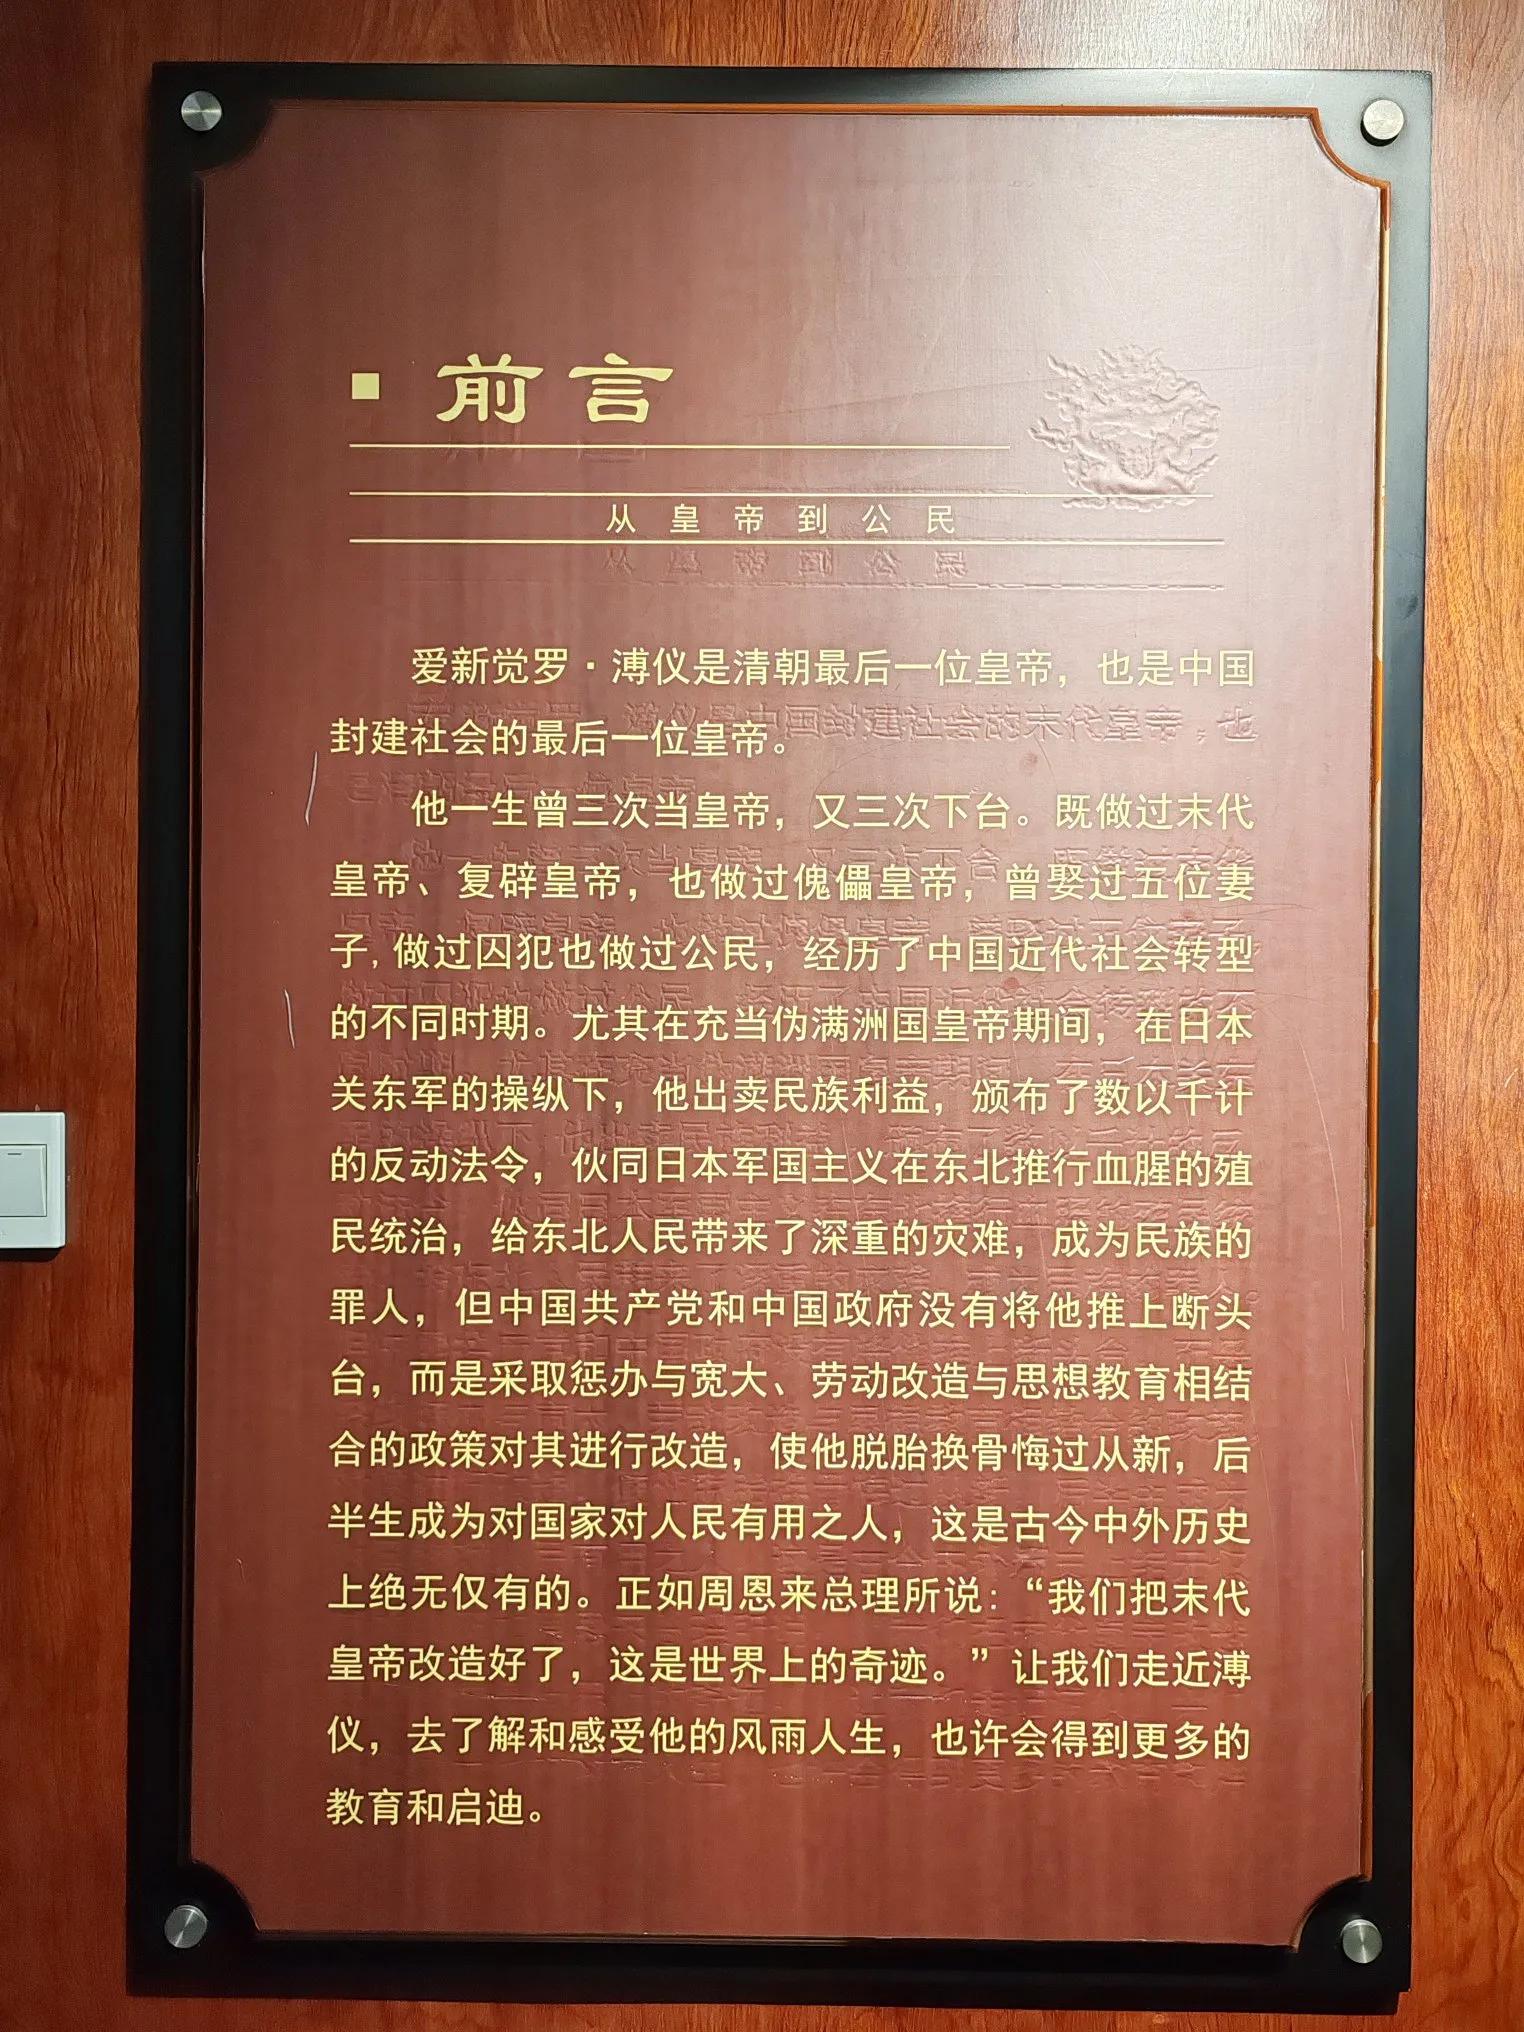 前言
从皇帝到公民
爱新觉罗·溥仪是清朝最后一位皇帝，也是中国
封建社会的最后一位皇帝。
他一生曾三次当皇帝，又三次下台。既做过末代
皇帝、复辟皇帝，也做过傀儡皇帝，曾娶过五位妻
子,做过囚犯也做过公民，经历了中国近代社会转型
的不同时期。尤其在充当伪满洲国皇帝期间，在日本
关东军的操纵下，他出卖民族利益，颁布了数以千计
的反动法令，伙同日本军国主义在东北推行血腥的殖
民统治，给东北人民带来了深重的灾难，成为民族的
罪人，但中国共产党和中国政府没有将他推上断头
台，而是采取惩办与宽大、劳动改造与思想教育相结
合的政策对其进行改造，使他脱胎换骨悔过从新，后
半生成为对国家对人民有用之人，这是古今中外历史
上绝无仅有的。正如周恩来总理所说：“我们把末代
皇帝改造好了，这是世界上的奇迹。”让我们走近溥
仪，去了解和感受他的风雨人生，也许会得到更多的
教育和启迪。